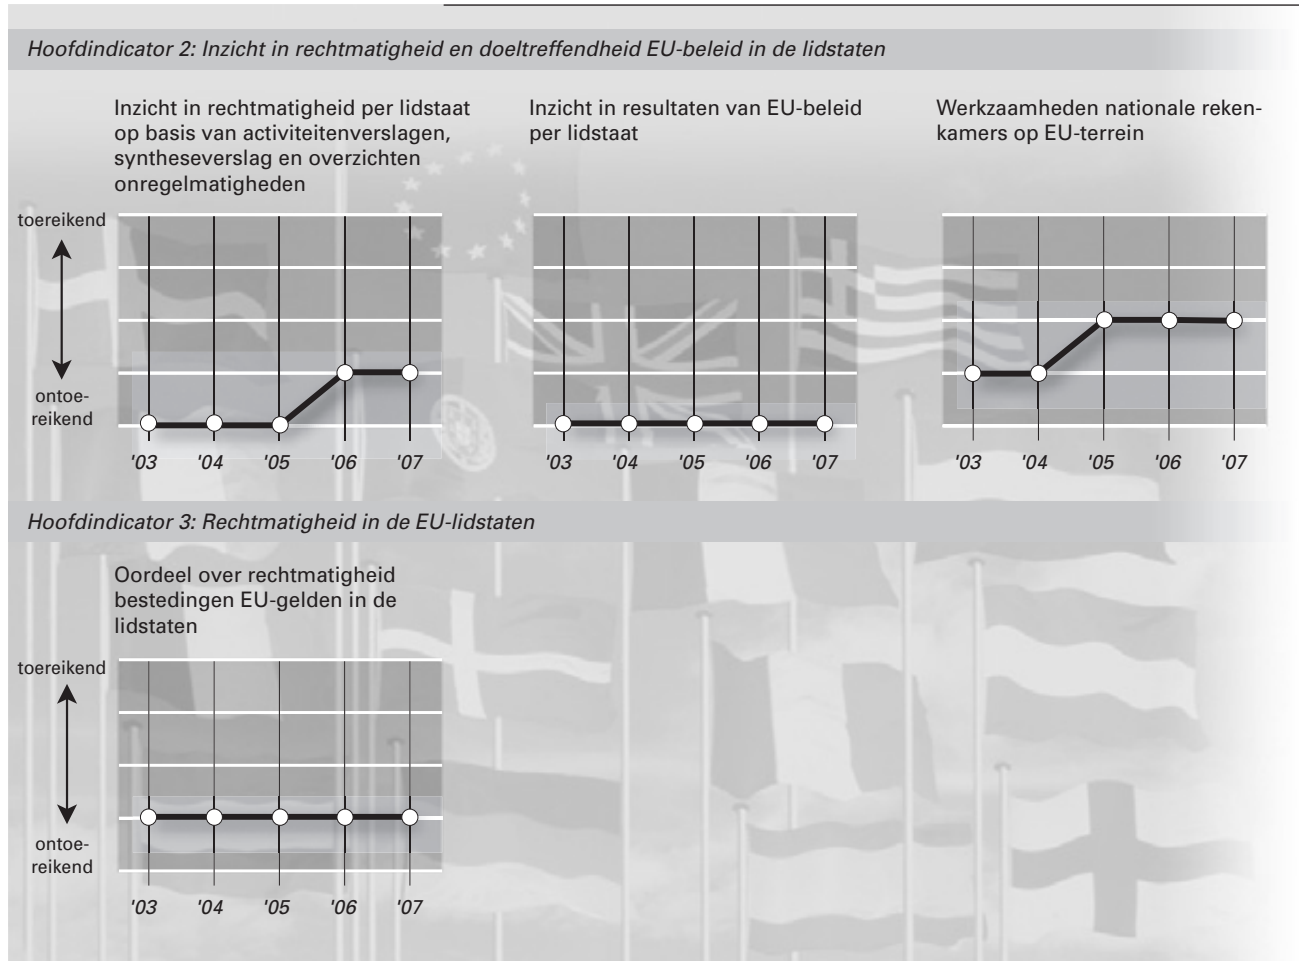 Hoofdindicator 2: Inzicht in rechtmatigheid en doeltreffendheid EU-beleid in de lidstaten
Inzicht in rechtmatigheid per lidstaat
op basis van activiteitenverslagen,
syntheseverslag en overzichten
onregelmatigheden
Inzicht in resultaten van EU-beleid
per lidstaat
Werkzaamheden nationale reken-
kamers op EU-terrein
toereikend
ontoe-
reikend
'03 '04 '05 '06 '07
'03 '04 '05 '06 '07
'03 '04 '05 '06 '07
Hoofdindicator 3: Rechtmatigheid in de EU-lidstaten
Oordeel over rechtmatigheid
bestedingen EU-gelden in de
lidstaten
toereikend
ontoe-
reikend
'03 '04 '05 '06 '07